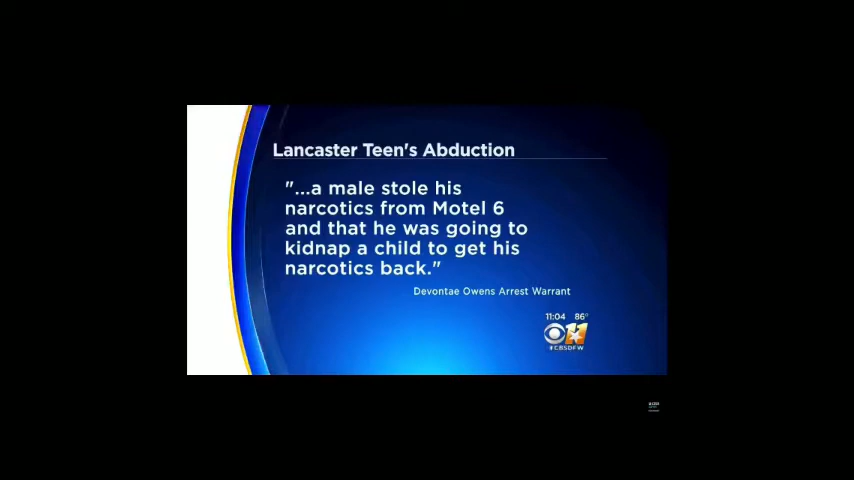 Lancaster Teen's Abduction
"...a male stole his
narcotics from Motel 6
and that he was going to
kidnap a child to get his
narcotics back."
Devontae Owens Arrest Warrant
11:04 86°
11
#CBSDFW